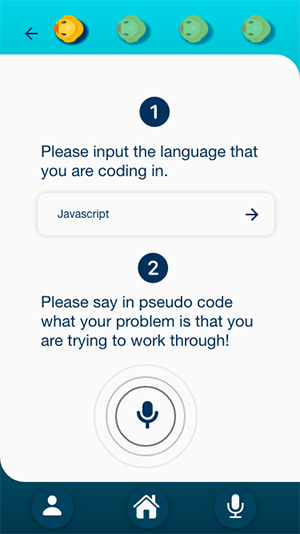 1
Please input the language that
you are coding in.
Javascript
2
Please say in pseudo code
what your problem is that you
are trying to work through!